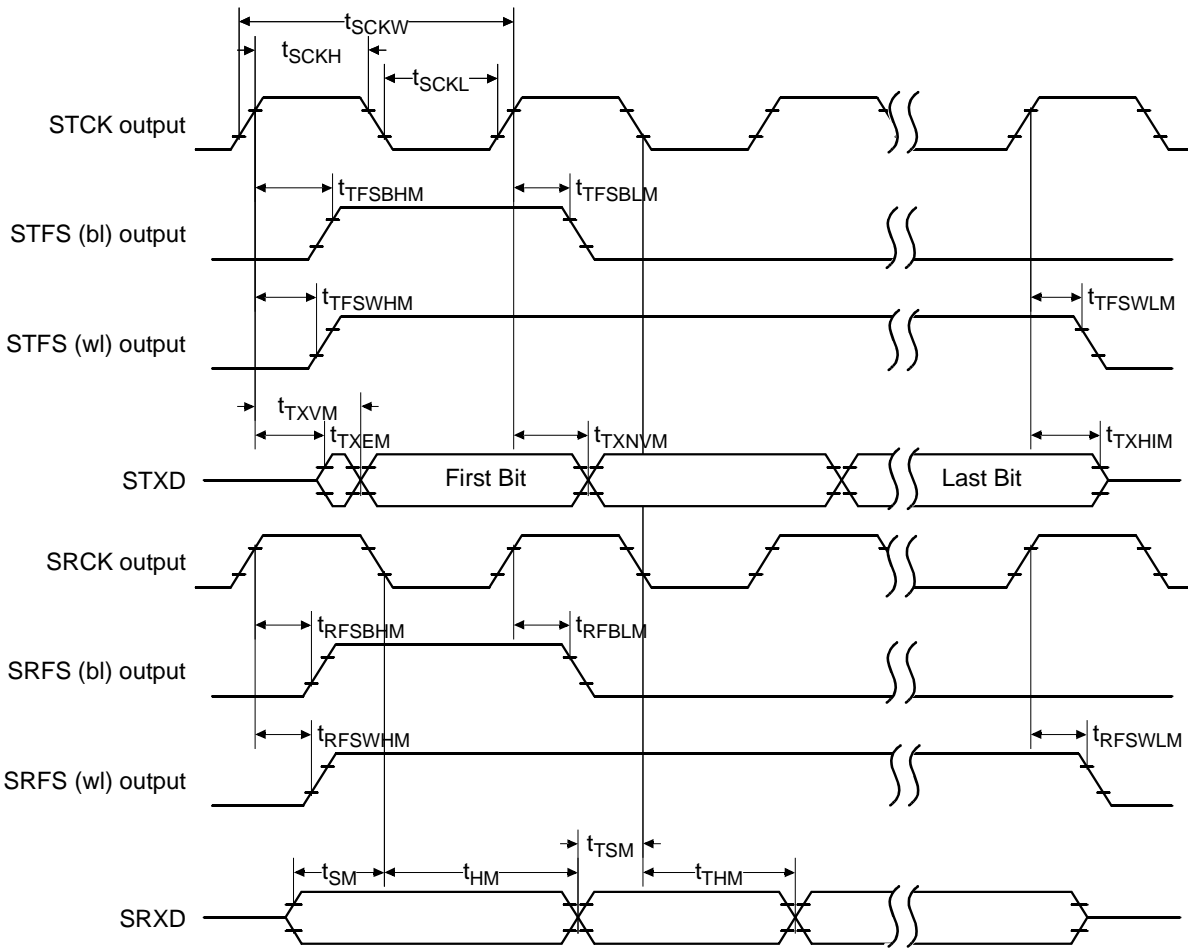 tSCKW
tSCKH
tSCKL
STCK output
tTFSBHM
tTFSBLM
STFS (bl) output
tTFSWHM
tTFSWLM
STFS (wl) output
tTXVM
tTXEM
tTXNVM
tTXHIM
STXD
First Bit
Last Bit
SRCK output
tRFSBHM
tRFBLM
SRFS (bl) output
tRFSWHM
tRFSWLM
SRFS (wl) output
tTSM
tSM
tHM
tTHM
SRXD